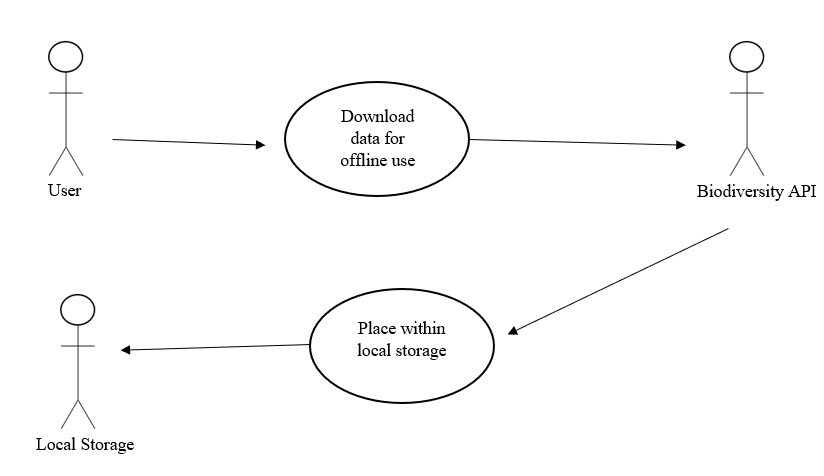 Download
data for
offline use
User
Biodiversity API
Place within
local storage
Local Storage